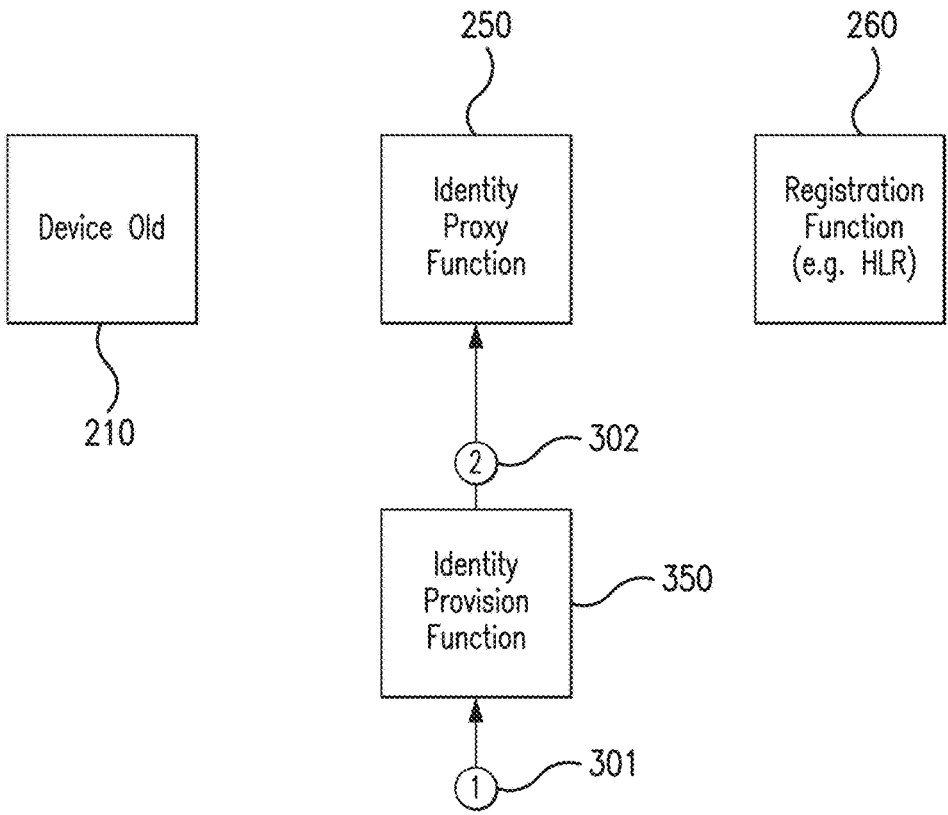 250
260
Device Old
Identity
Proxy
Function
Registration
Function
(e.g. HLR)
210
2
302
Identity
Provision
Function
350
1
301